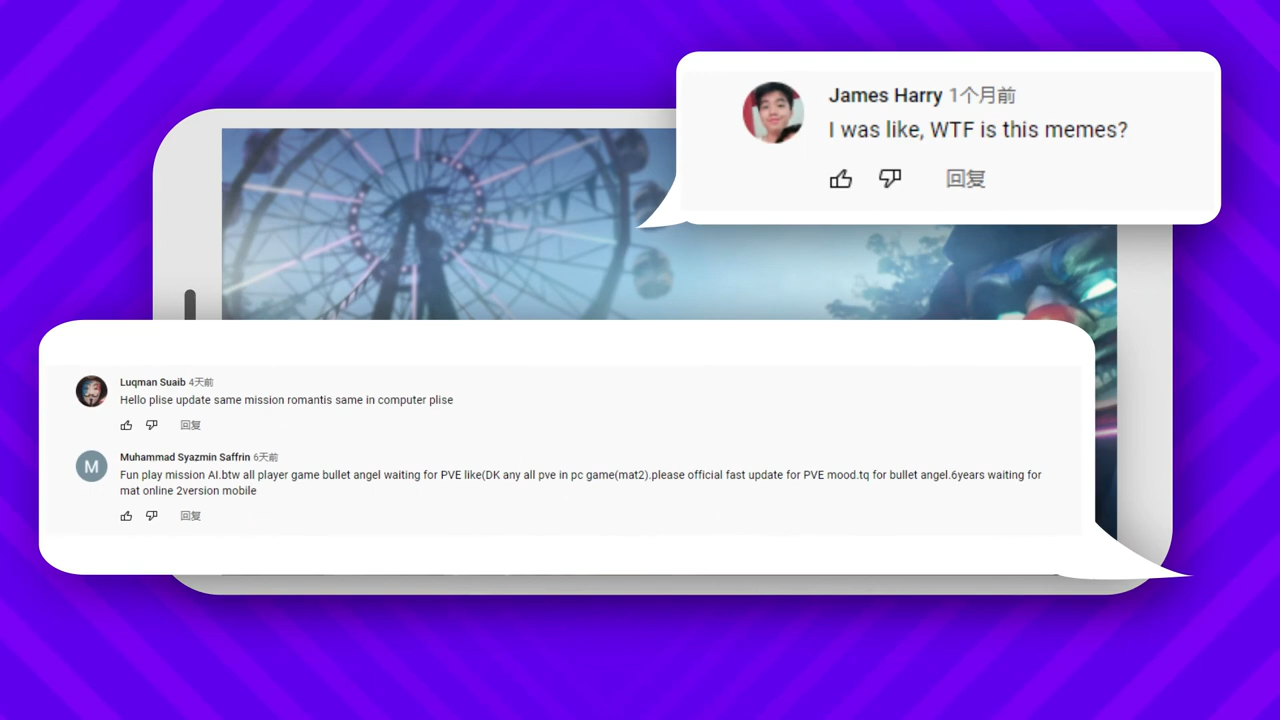 James Harry 1个月前
I was like, WTF is this memes?
回复
Luqman Suaib 4天前
Hello plise update same mission romantis same in computer plise
回复
M
Muhammad Syazmin Saffrin 6天前
Fun play mission AI.btw all player game bullet angel waiting for PVE like(DK any all pve in pc game(mat2).please official fast update for PVE mood.tq for bullet angel.6years waiting for
mat online 2version mobile
回复